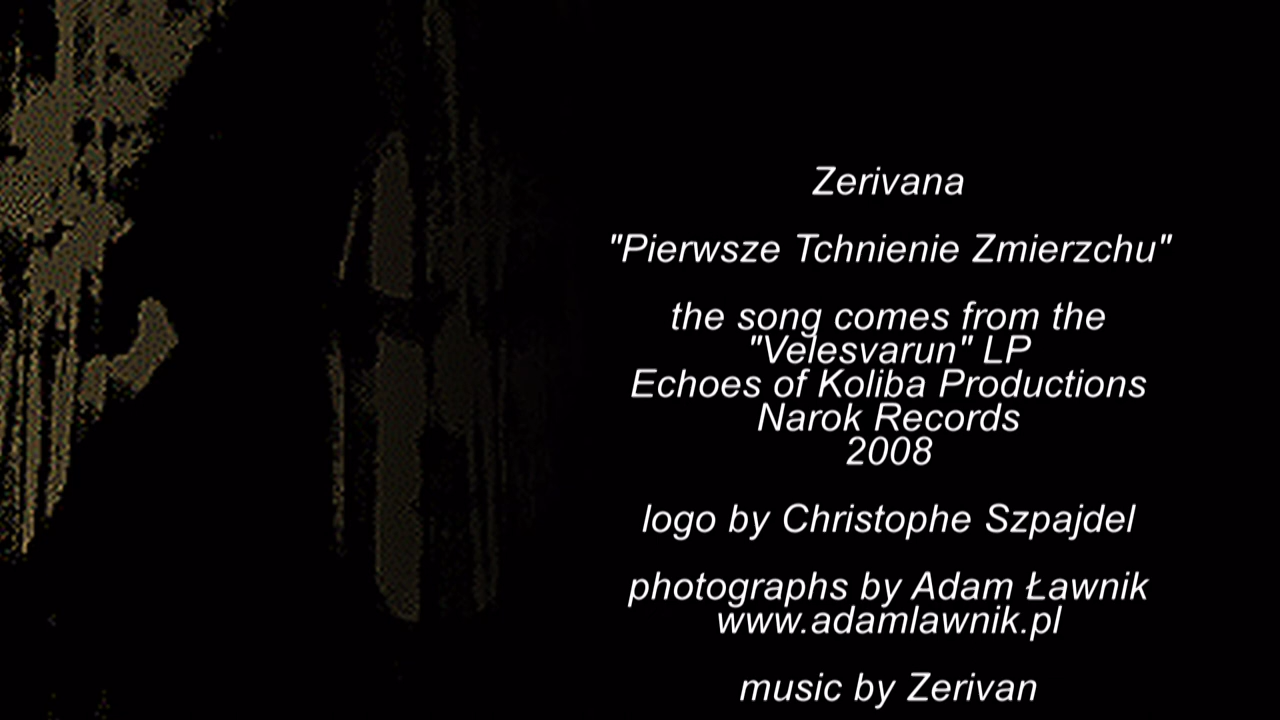 Zerivana
"Pierwsze Tchnienie Zmierzchu"
the song comes from the
"Velesvarun" LP
Echoes of Koliba Productions
Narok Records
2008
logo by Christophe Szpajdel
photographs by Adam Ławnik
www.adamlawnik.pl
music by Zerivan